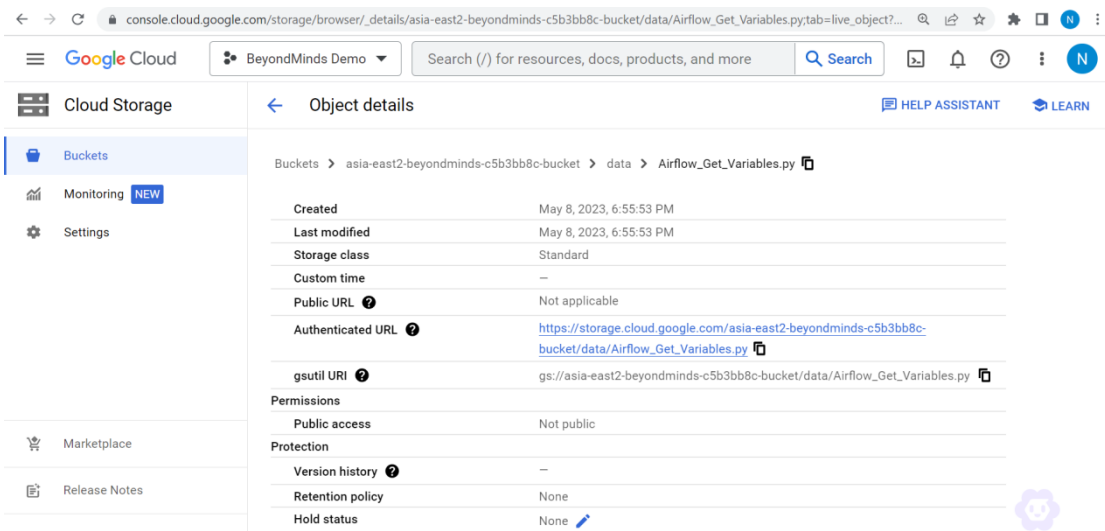 console.cloud.google.com/storage/browser/_details/asia-east2-beyondminds-c5b3bb8c-bucket/data/Airflow_Get_Variables.py;tab=live_object?...
N
Google Cloud
BeyondMinds Demo
Search (/) for resources, docs, products, and more
Search
N
Cloud Storage
Object details
HELP ASSISTANT
LEARN
Buckets
Monitoring NEW
Settings
Marketplace
Release Notes
Buckets > asia-east2-beyondminds-c5b3bb8c-bucket > data > Airflow_Get_Variables.py
Created May 8, 2023, 6:55:53 PM
Last modified May 8, 2023, 6:55:53 PM
Storage class Standard
Custom time —
Public URL ? Not applicable
Authenticated URL ? https://storage.cloud.google.com/asia-east2-beyondminds-c5b3bb8c-
bucket/data/Airflow_Get_Variables.py
gsutil URI ? gs://asia-east2-beyondminds-c5b3bb8c-bucket/data/Airflow_Get_Variables.py
Permissions
Public access Not public
Protection
Version history ? —
Retention policy None
Hold status None